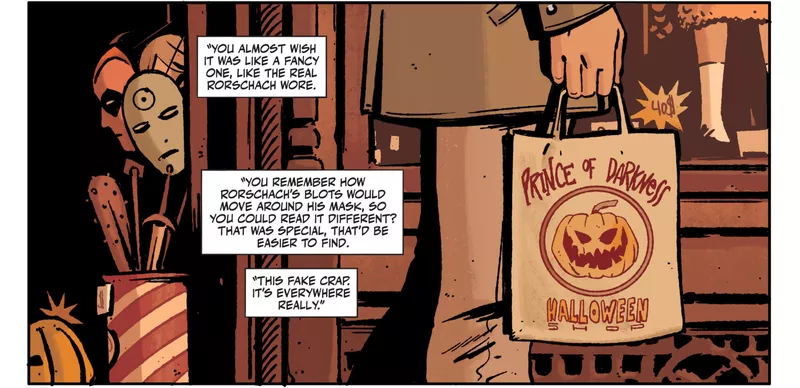 "YOU ALMOST WISH
IT WAS LIKE A FANCY
ONE, LIKE THE REAL
RORSCHACH WORE.
"YOU REMEMBER HOW
RORSCHACH'S BLOTS WOULD
MOVE AROUND HIS MASK, SO
YOU COULD READ IT DIFFERENT?
THAT WAS SPECIAL, THAT'D BE
EASIER TO FIND.
"THIS FAKE CRAP.
IT'S EVERYWHERE
REALLY."
40$
PRINCE OF DARKNESS
HALLOWEEN
SHOP